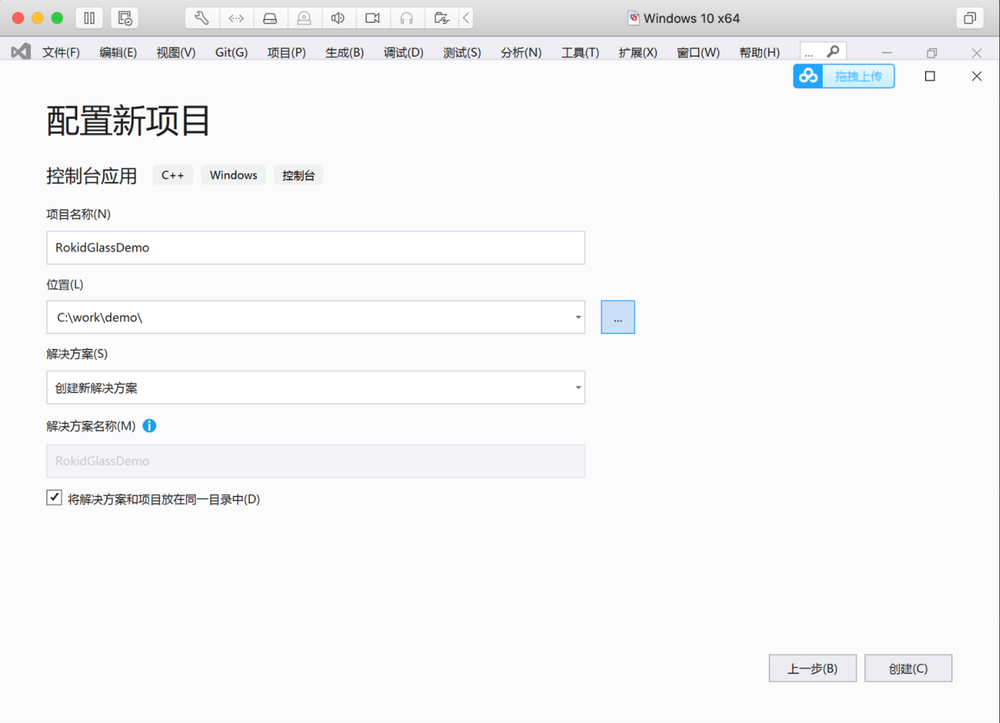 Windows 10 x64
文件(F) 编辑(E) 视图(V) Git(G) 项目(P) 生成(B) 调试(D) 测试(S) 分析(N) 工具(T) 扩展(X) 窗口(W) 帮助(H) ...
拖拽上传
配置新项目
控制台应用 C++ Windows 控制台
项目名称(N)
RokidGlassDemo
位置(L)
C:\work\demo\
...
解决方案(S)
创建新解决方案
解决方案名称(M)
RokidGlassDemo
将解决方案和项目放在同一目录中(D)
上一步(B) 创建(C)